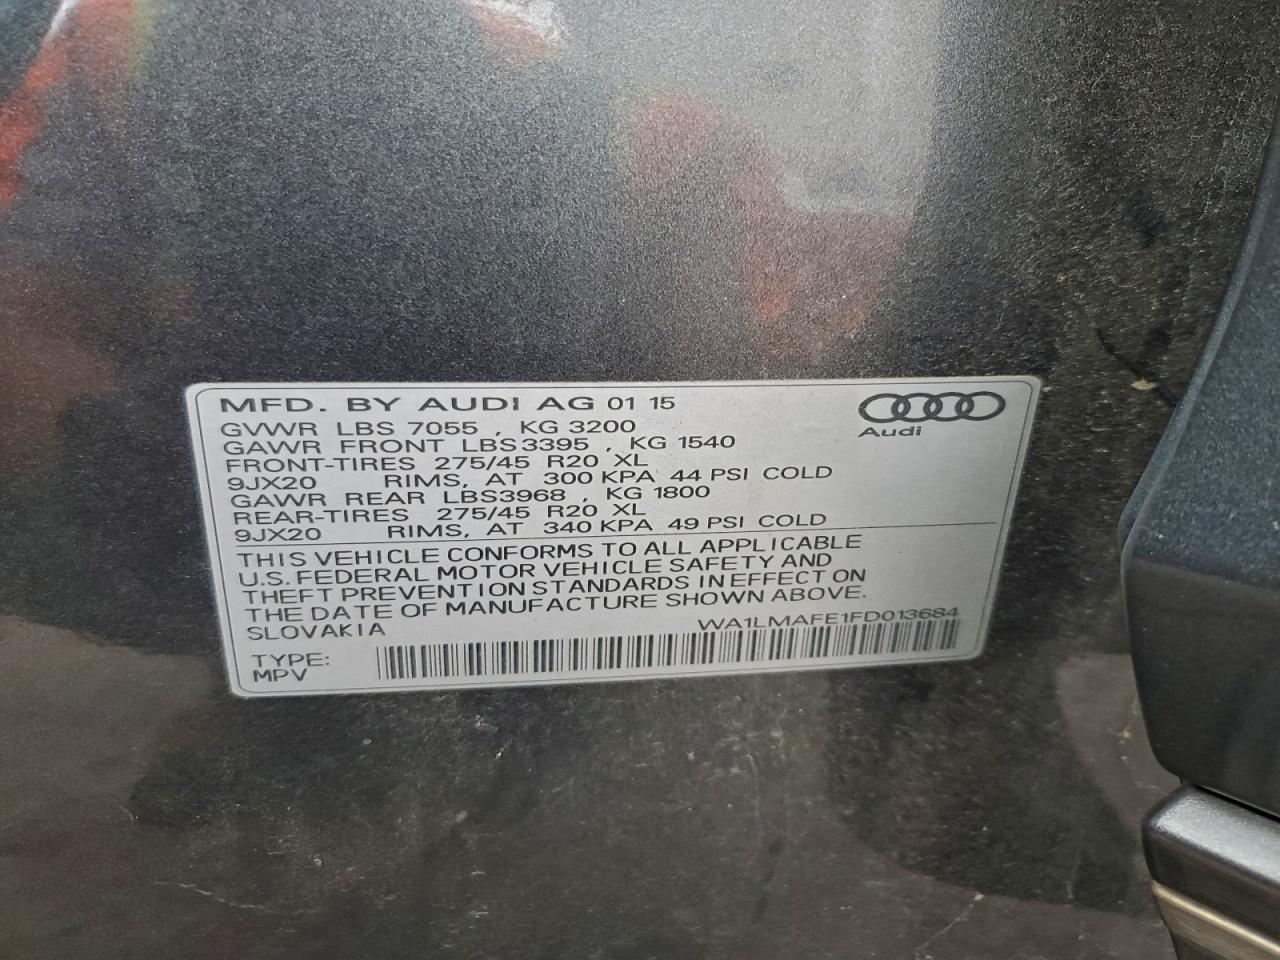 MFD. BY AUDI AG 01 15
Audi
GVWR LBS 7055 , KG 3200
GAWR FRONT LBS3395 , KG 1540
FRONT-TIRES 275/45 R20 XL
9JX20 RIMS, AT 300 KPA 44 PSI COLD
GAWR REAR LBS3968 , KG 1800
REAR-TIRES 275/45 R20 XL
9JX20 RIMS, AT 340 KPA 49 PSI COLD
THIS VEHICLE CONFORMS TO ALL APPLICABLE
U.S. FEDERAL MOTOR VEHICLE SAFETY AND
THEFT PREVENTION STANDARDS IN EFFECT ON
THE DATE OF MANUFACTURE SHOWN ABOVE.
SLOVAKIA WA1LMAFE1FD013684
TYPE:
MPV